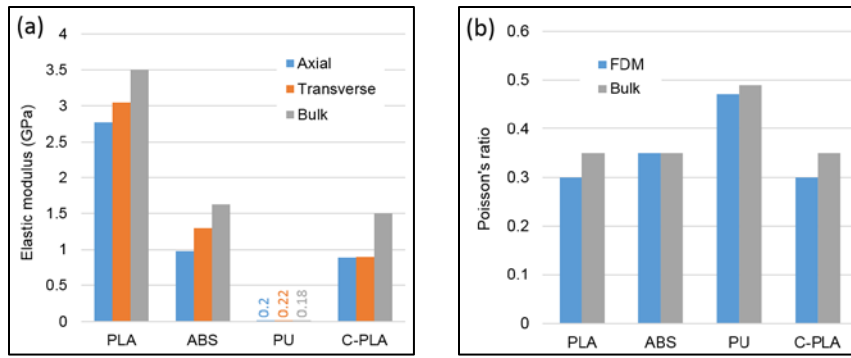 (a)
4
3.5
3
2.5
2
1.5
1
0.5
0
Elastic modulus (GPa)
Axial
Transverse
Bulk
0.2
0.22
0.18
PLA ABS PU C-PLA
(b)
0.6
0.5
0.4
0.3
0.2
0.1
0
Poisson's ratio
FDM
Bulk
PLA ABS PU C-PLA